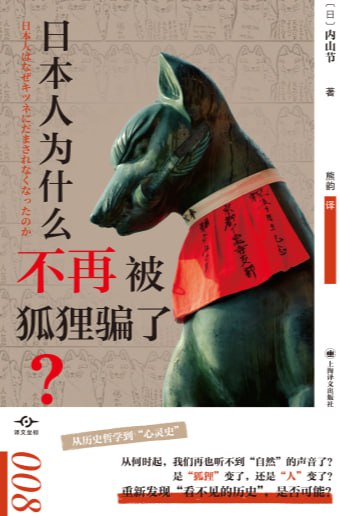 [日]内山节 著
熊韵 译
日本人为什么
不再被
狐狸骗了
?
日本人はなぜキツネにだまされなくなったのか
上海译文出版社
译文坐标
008
从历史哲学到“心灵史”
从何时起，我们再也听不到“自然”的声音了？
是“狐狸”变了，还是“人”变了？
重新发现“看不见的历史”，是否可能？